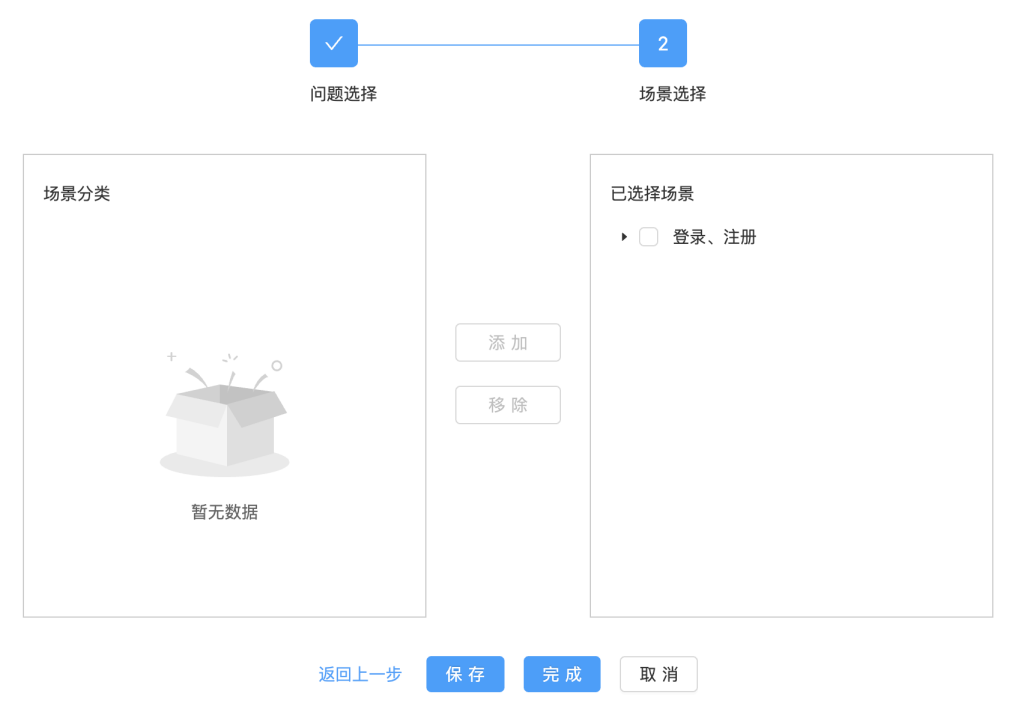 2
问题选择
场景选择
场景分类
已选择场景
登录、注册
添加
移除
暂无数据
返回上一步
保存
完成
取消